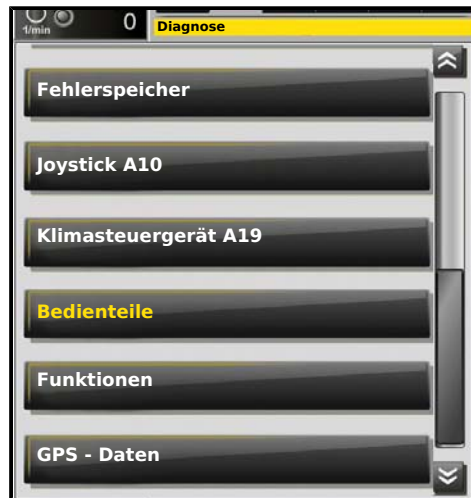 1/min 0 Diagnose
Fehlerspeicher
Joystick A10
Klimasteuergerät A19
Bedienteile
Funktionen
GPS - Daten